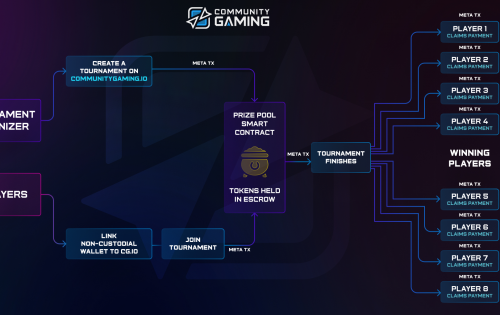 COMMUNITY
GAMING
META TX
PLAYER 1
CLAIMS PAYMENT
CREATE A
TOURNAMENT ON
COMMUNITYGAMING.IO
META TX
META TX
PLAYER 2
CLAIMS PAYMENT
META TX
PLAYER 3
CLAIMS PAYMENT
NAMENT
NIZER
PRIZE POOL
SMART
CONTRACT
TOKENS HELD
IN ESCROW
META TX
PLAYER 4
CLAIMS PAYMENT
META TX
TOURNAMENT
FINISHES
WINNING
PLAYERS
AYERS
META TX
PLAYER 5
CLAIMS PAYMENT
LINK
NON-CUSTODIAL
WALLET TO CG.IO
JOIN
TOURNAMENT
META TX
META TX
PLAYER 6
CLAIMS PAYMENT
META TX
PLAYER 7
CLAIMS PAYMENT
META TX
PLAYER 8
CLAIMS PAYMENT